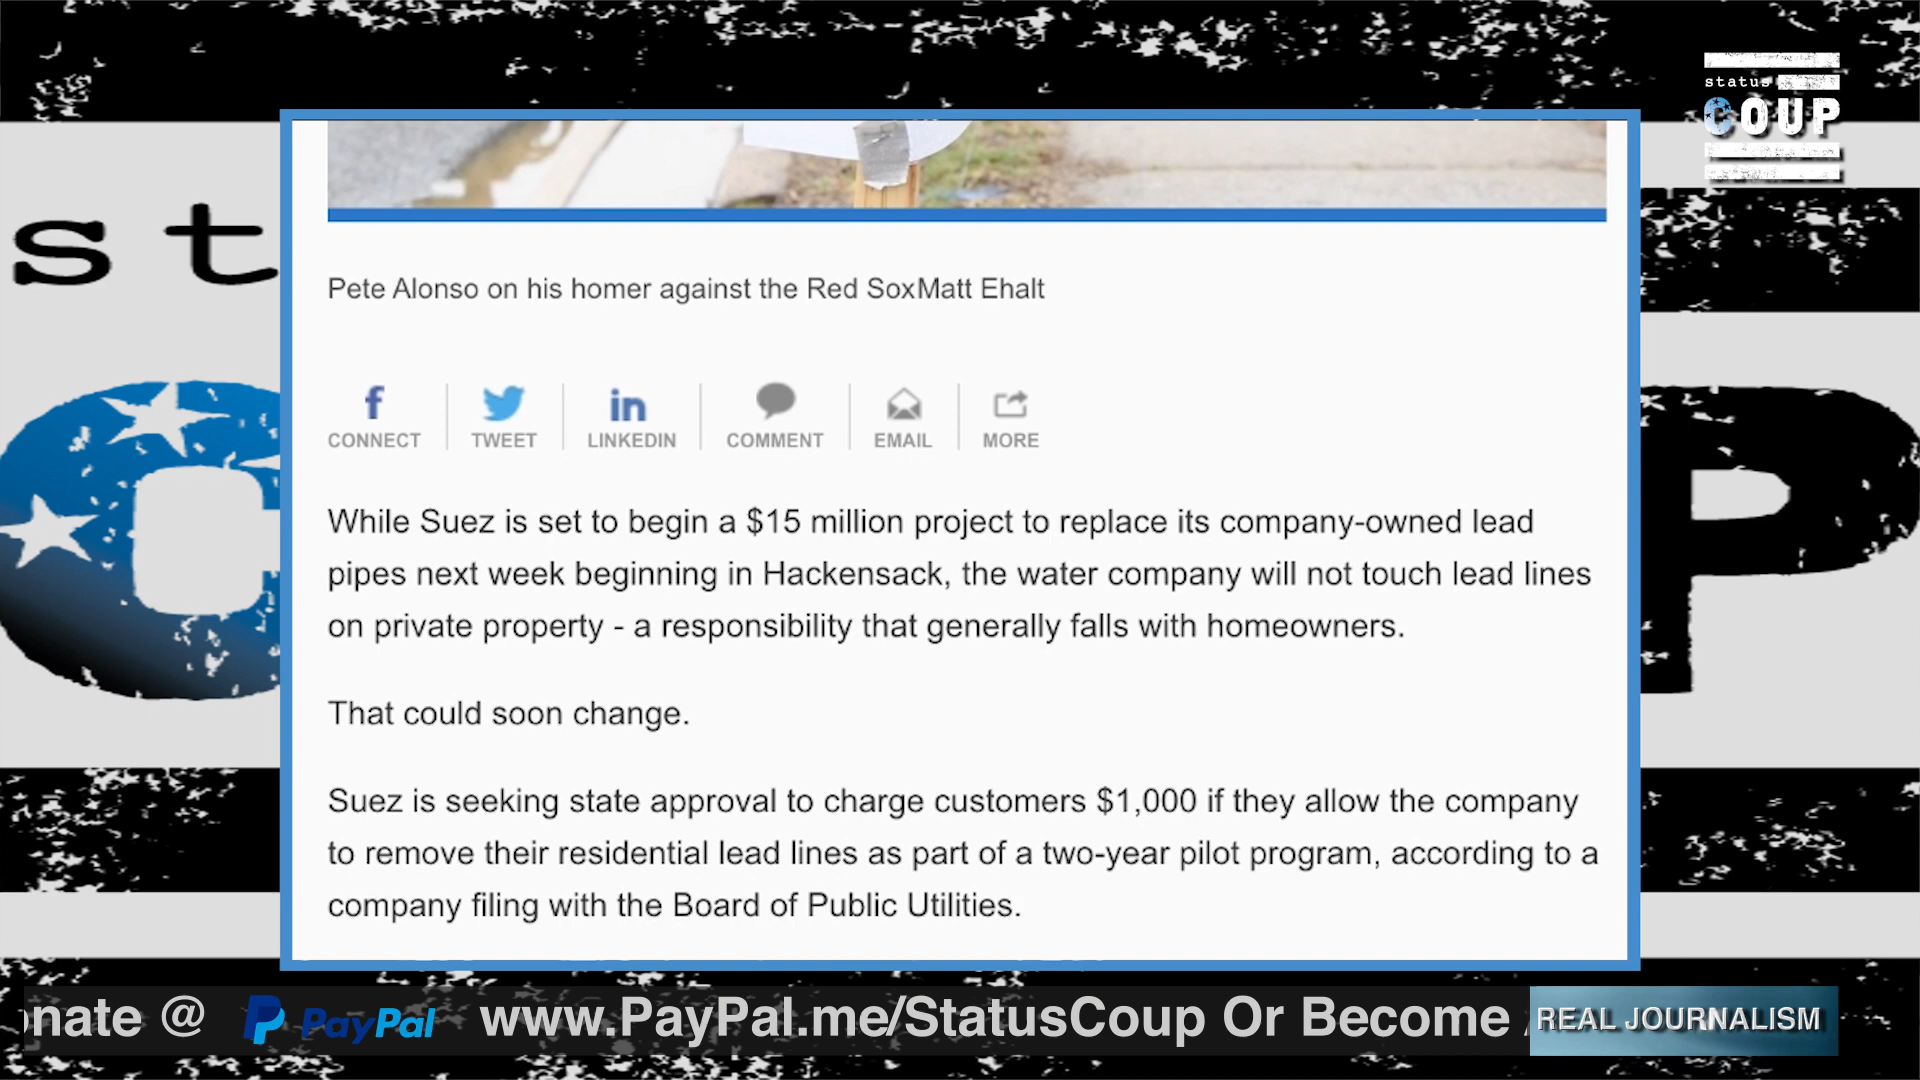 status
COUP
st
C
P
Pete Alonso on his homer against the Red SoxMatt Ehalt
f
in
CONNECT
TWEET
LINKEDIN
COMMENT
EMAIL
MORE
While Suez is set to begin a $15 million project to replace its company-owned lead
pipes next week beginning in Hackensack, the water company will not touch lead lines
on private property - a responsibility that generally falls with homeowners.
That could soon change.
Suez is seeking state approval to charge customers $1,000 if they allow the company
to remove their residential lead lines as part of a two-year pilot program, according to a
company filing with the Board of Public Utilities.
nate @ PayPal www.PayPal.me/StatusCoup Or Become
REAL JOURNALISM